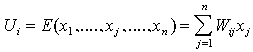 U_i = E(x_1,......,x_j,......,x_n) = \sum_{j=1}^{n} W_{ij} x_j